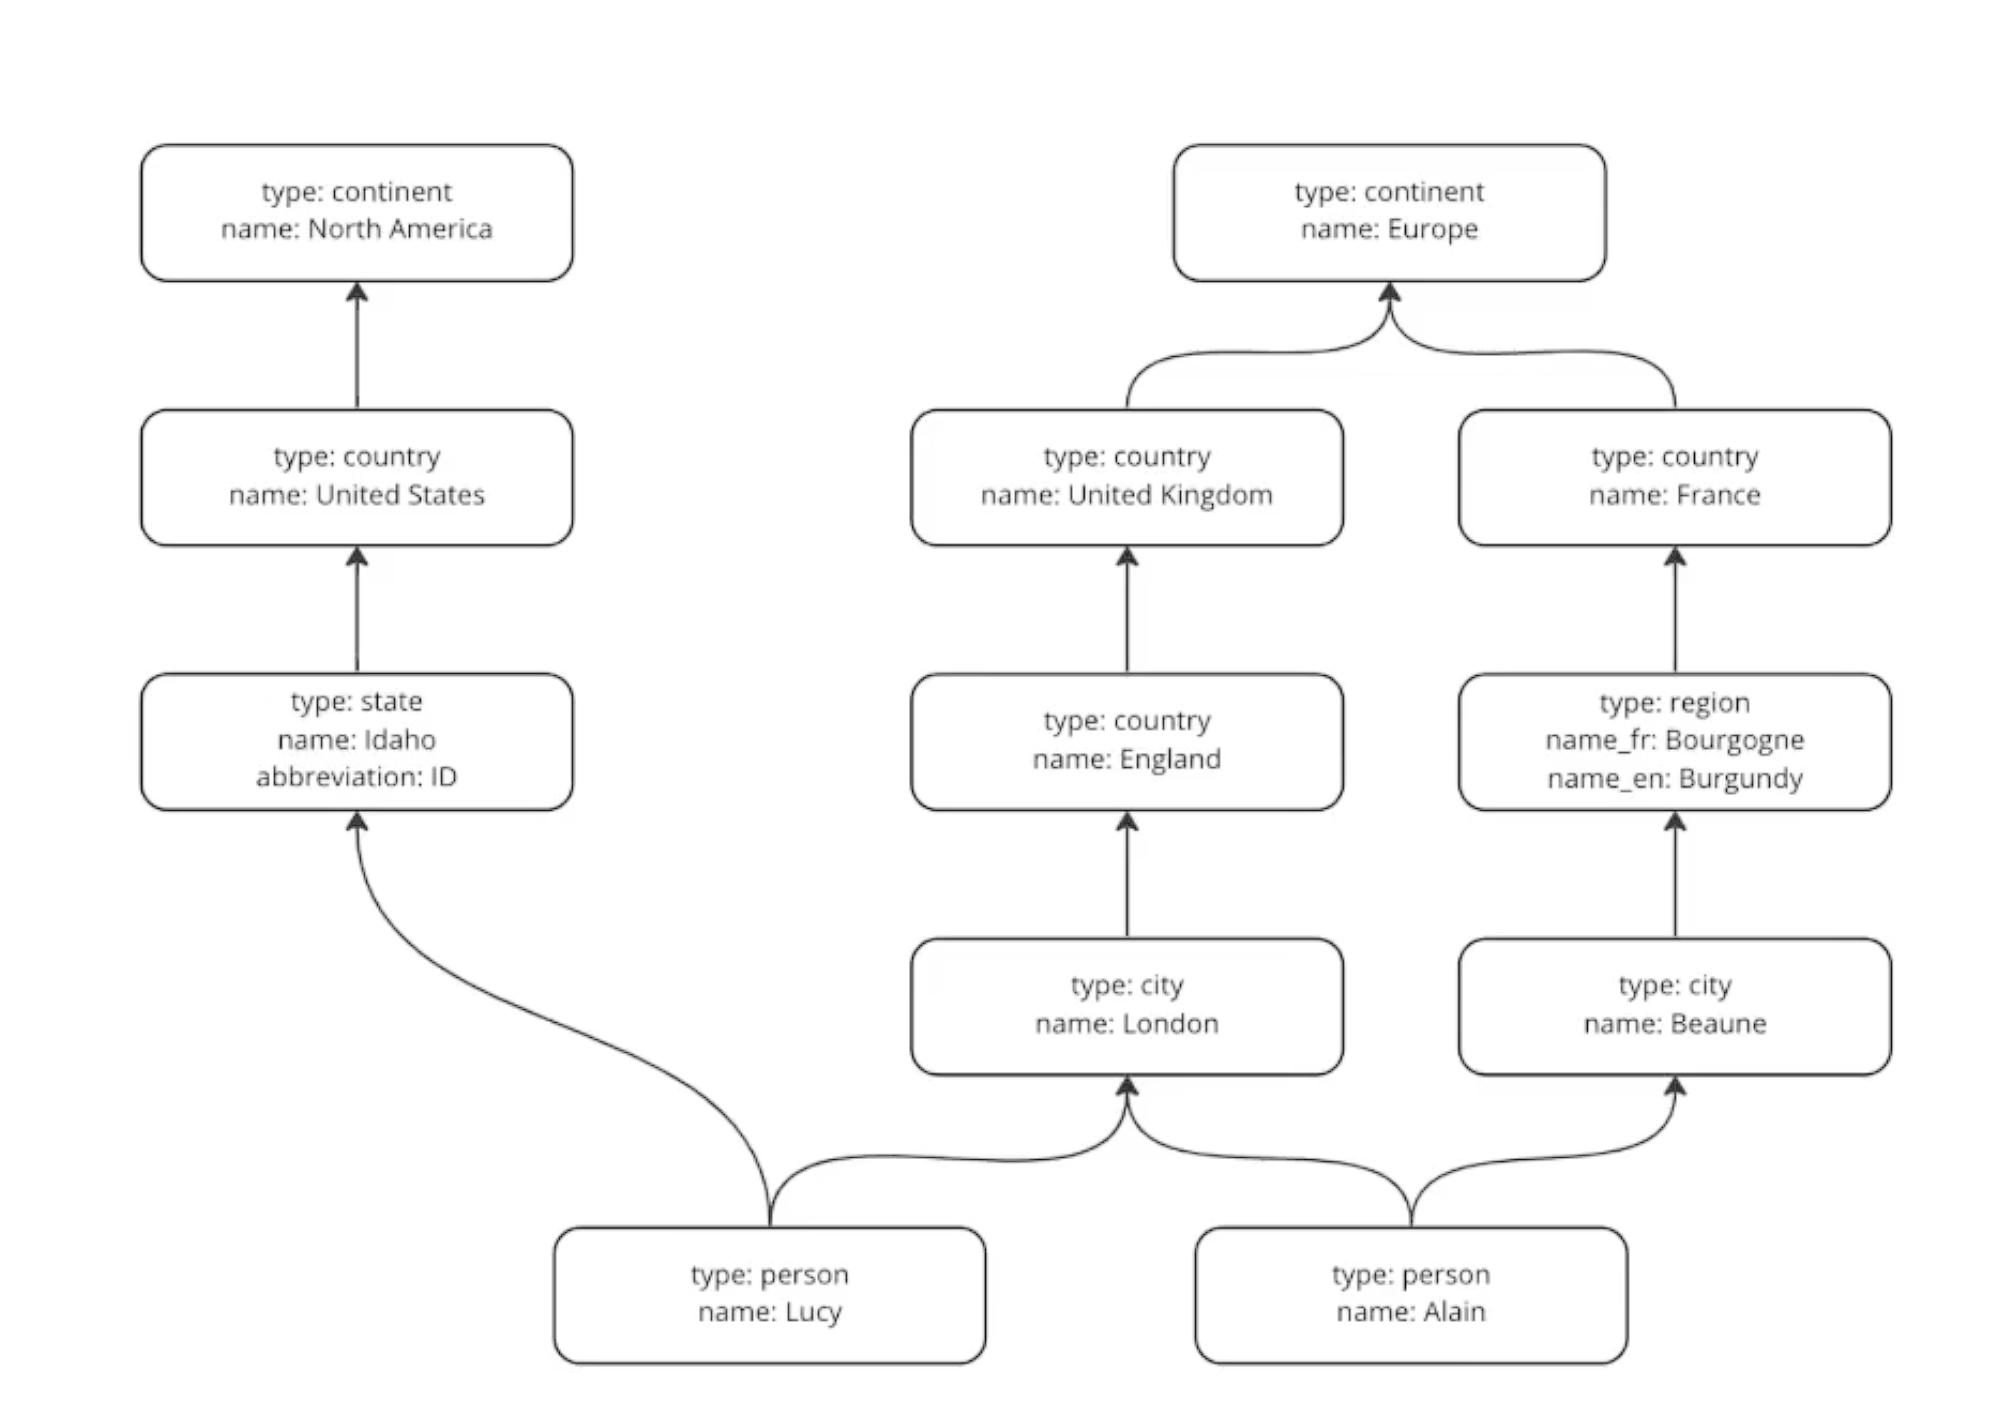 type: continent
name: North America
type: continent
name: Europe
type: country
name: United States
type: country
name: United Kingdom
type: country
name: France
type: state
name: Idaho
abbreviation: ID
type: country
name: England
type: region
name_fr: Bourgogne
name_en: Burgundy
type: city
name: London
type: city
name: Beaune
type: person
name: Lucy
type: person
name: Alain